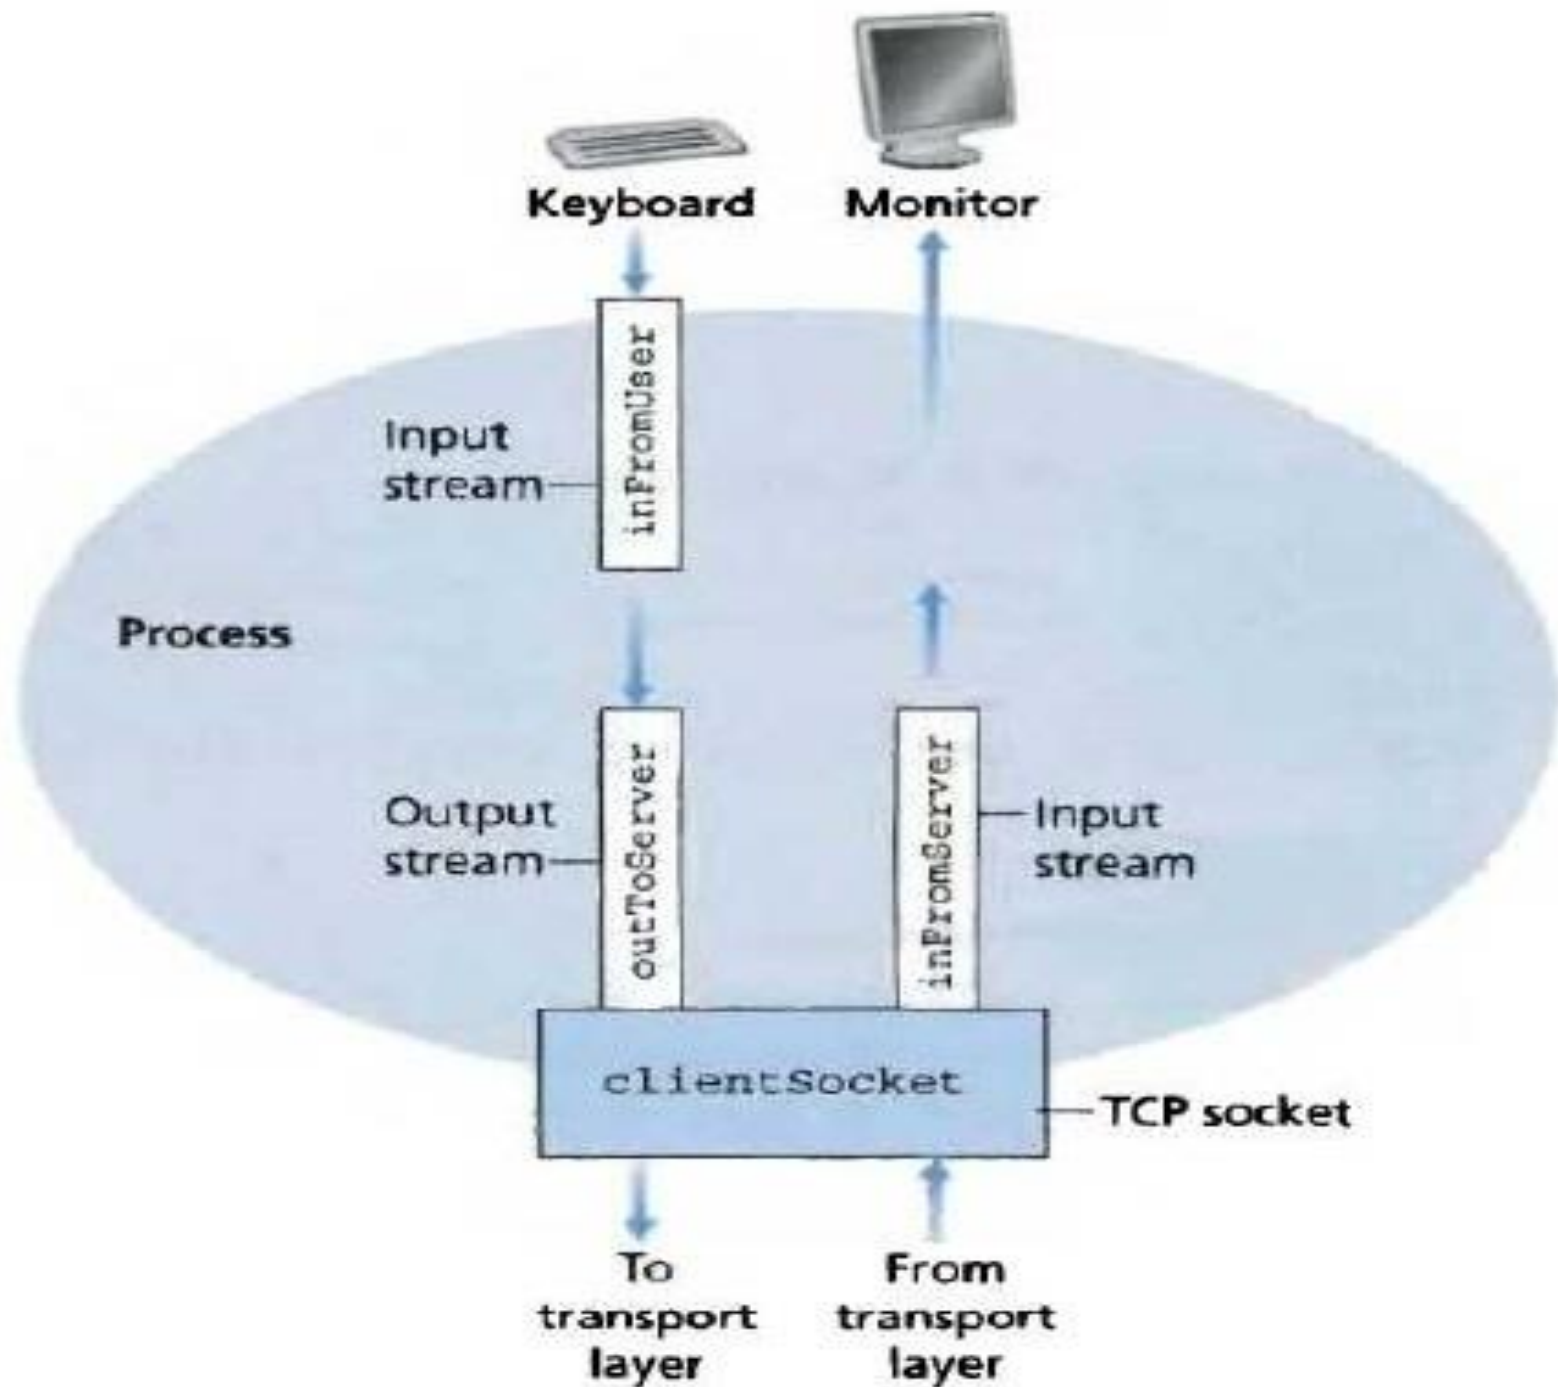 Keyboard
Monitor
inFromUser
Input
stream
Process
outToServer
Output
stream
inFromServer
Input
stream
clientSocket
TCP socket
To
transport
layer
From
transport
layer